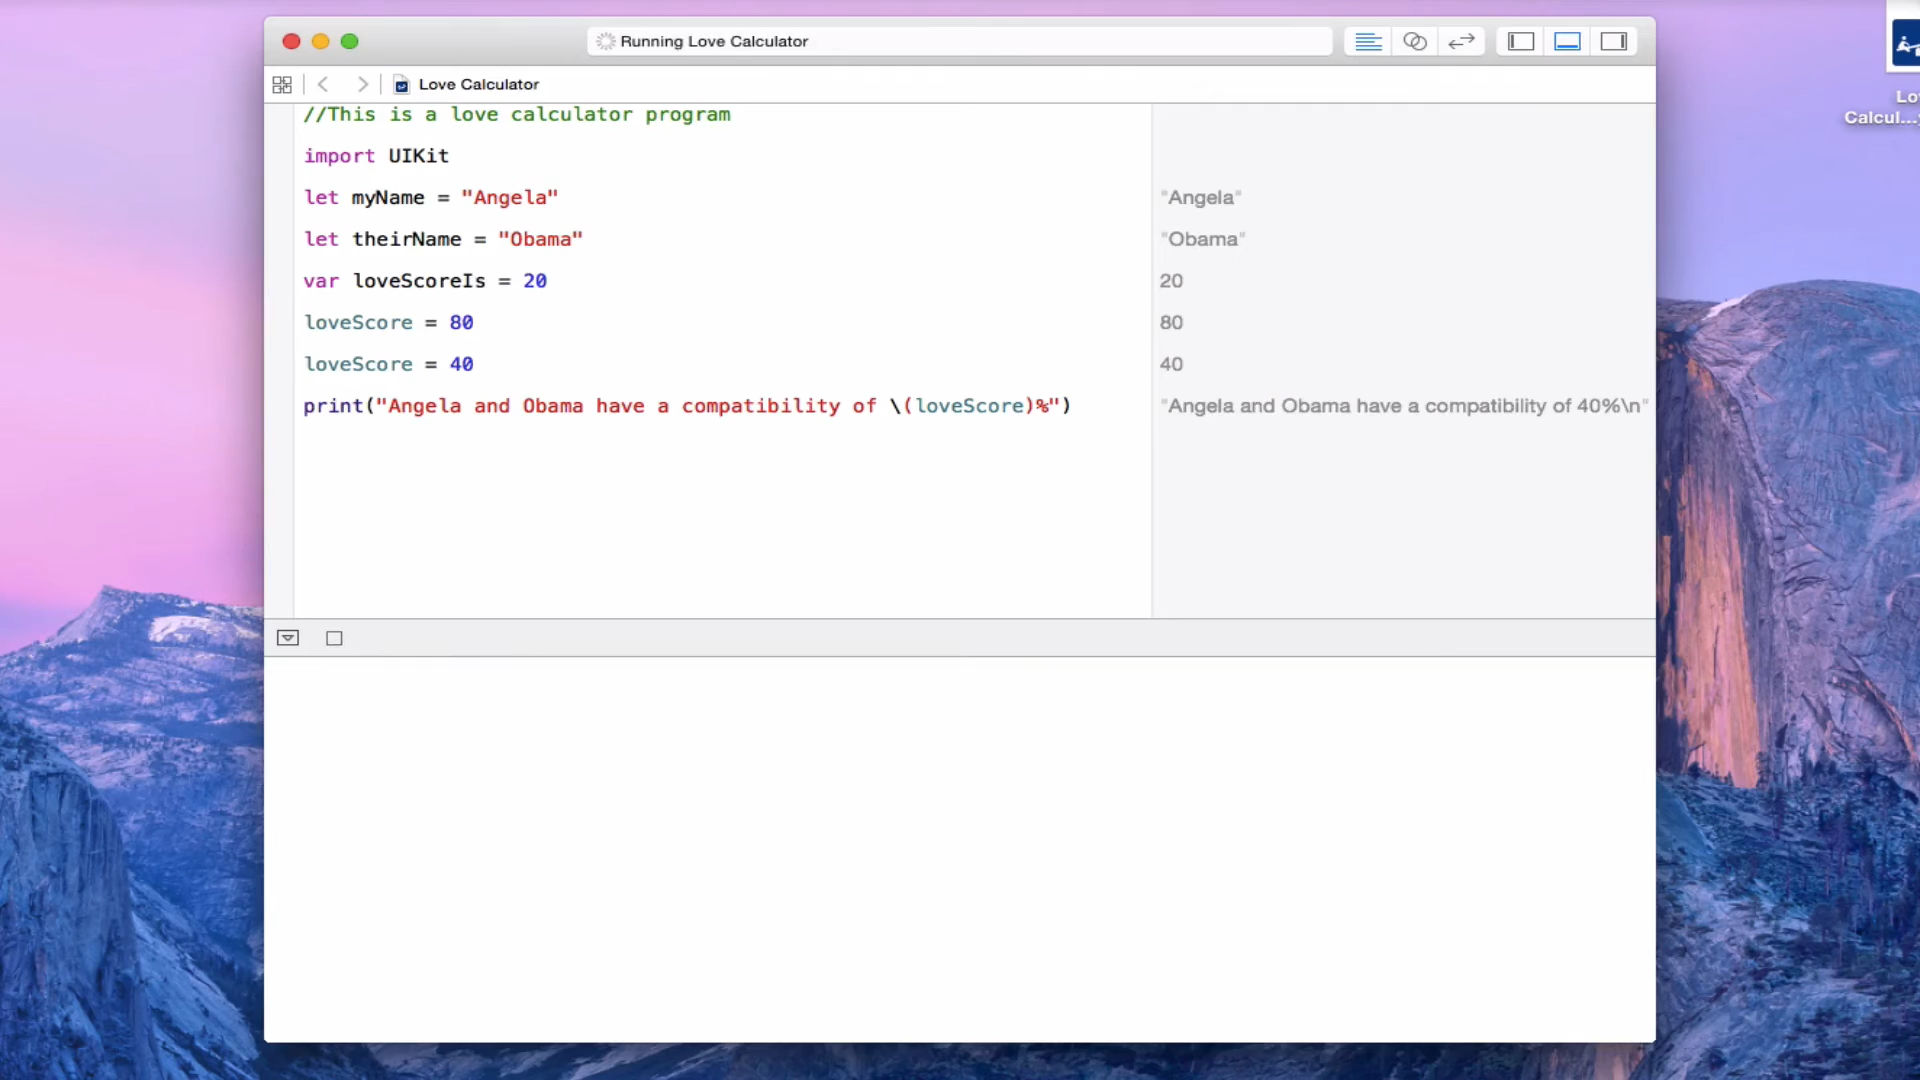 Running Love Calculator
Love Calculator
//This is a love calculator program
import UIKit
let myName = "Angela"
"Angela"
let theirName = "Obama"
"Obama"
var loveScoreIs = 20
20
loveScore = 80
80
loveScore = 40
40
print("Angela and Obama have a compatibility of \(loveScore)%")
"Angela and Obama have a compatibility of 40%\n"
Lo
Calcul...